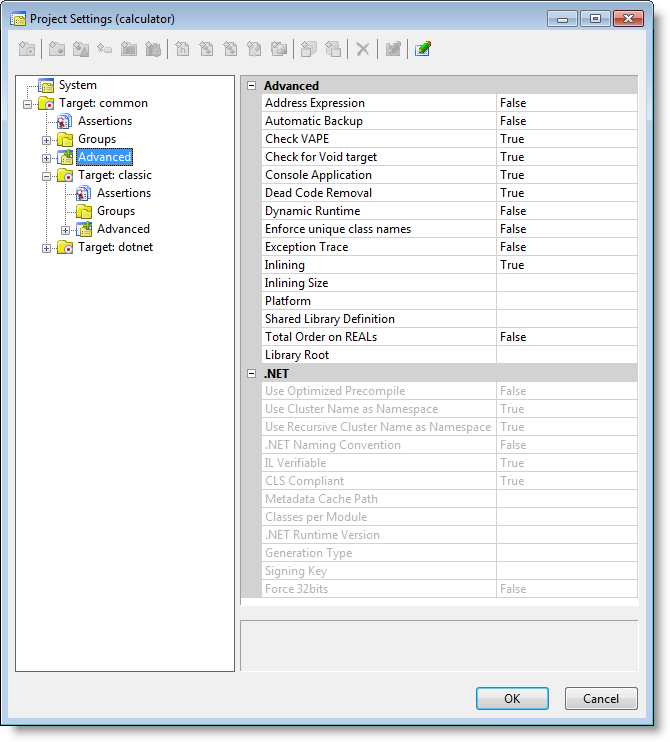 Project Settings (calculator)
System
Target: common
Assertions
Groups
Advanced
Target: classic
Assertions
Groups
Advanced
Target: dotnet
Advanced
Address Expression False
Automatic Backup False
Check VAPE True
Check for Void target True
Console Application True
Dead Code Removal True
Dynamic Runtime False
Enforce unique class names False
Exception Trace False
Inlining True
Inlining Size
Platform
Shared Library Definition
Total Order on REALs False
Library Root
.NET
Use Optimized Precompile False
Use Cluster Name as Namespace True
Use Recursive Cluster Name as Namespace True
.NET Naming Convention False
IL Verifiable True
CLS Compliant True
Metadata Cache Path
Classes per Module
.NET Runtime Version
Generation Type
Signing Key
Force 32bits False
OK Cancel